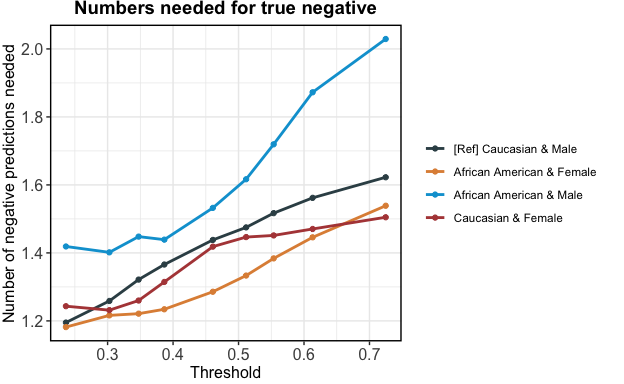 Numbers needed for true negative
Number of negative predictions needed
2.0
1.8
1.6
1.4
1.2
0.3 0.4 0.5 0.6 0.7
Threshold
[Ref] Caucasian & Male
African American & Female
African American & Male
Caucasian & Female